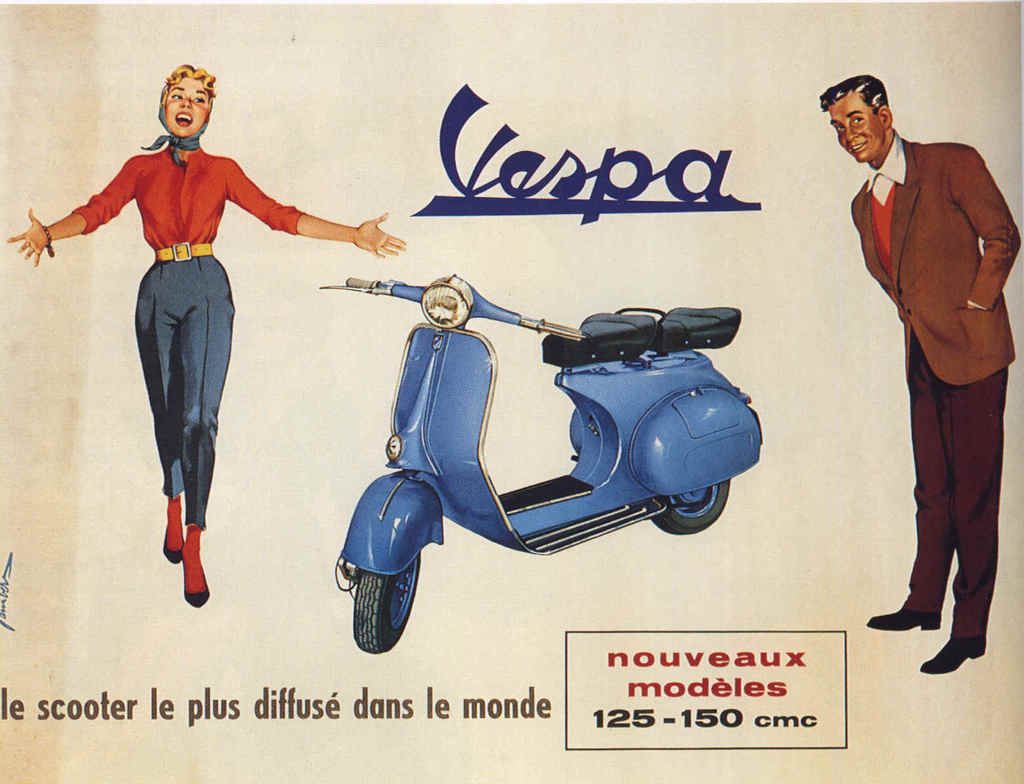 Vespa
le scooter le plus diffusé dans le monde
nouveaux
modèles
125-150 cmc